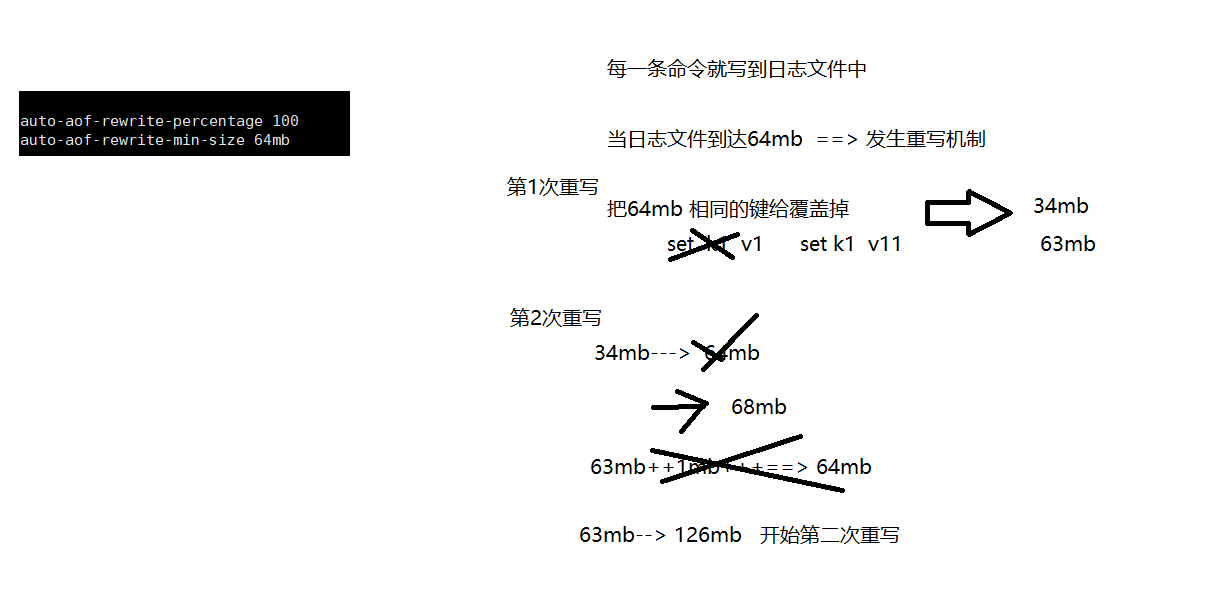 auto-aof-rewrite-percentage 100
auto-aof-rewrite-min-size 64mb
每一条命令就写到日志文件中
当日志文件到达64mb ==> 发生重写机制
第1次重写
把64mb 相同的键给覆盖掉
34mb
set k1 v1 set k1 v11
63mb
第2次重写
34mb---> 64mb
68mb
63mb++1mb+++==> 64mb
63mb--> 126mb 开始第二次重写